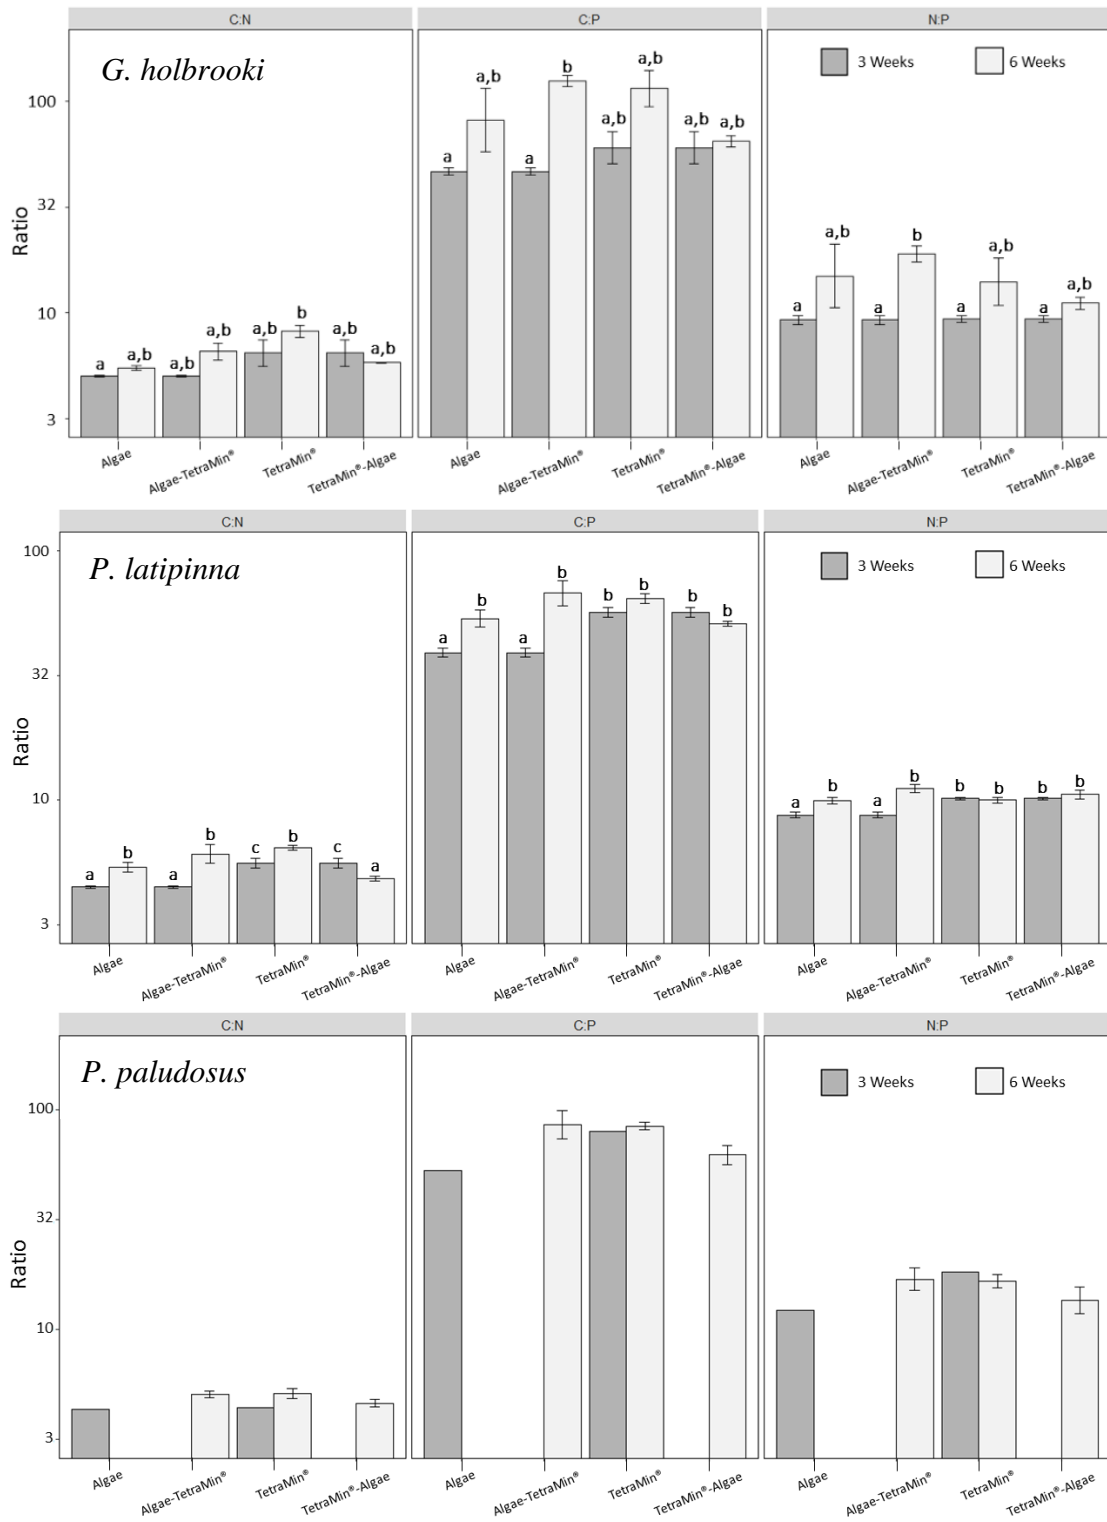 C:N C:P N:P
G. holbrooki
3 Weeks 6 Weeks
Ratio
100
32
10
3
a a,b a,b a,b a,b b a,b a,b
a a,b a b a,b b a,b a,b
a a,b a b a a,b a a,b
Algae Algae-TetraMin® TetraMin® TetraMin®-Algae
Algae Algae-TetraMin® TetraMin® TetraMin®-Algae
Algae Algae-TetraMin® TetraMin® TetraMin®-Algae
C:N C:P N:P
P. latipinna
3 Weeks 6 Weeks
Ratio
100
32
10
3
a b a b c b c a
a b a b b b b b
a b a b b b b b
Algae Algae-TetraMin® TetraMin® TetraMin®-Algae
Algae Algae-TetraMin® TetraMin® TetraMin®-Algae
Algae Algae-TetraMin® TetraMin® TetraMin®-Algae
C:N C:P N:P
P. paludosus
3 Weeks 6 Weeks
Ratio
100
32
10
3
Algae Algae-TetraMin® TetraMin® TetraMin®-Algae
Algae Algae-TetraMin® TetraMin® TetraMin®-Algae
Algae Algae-TetraMin® TetraMin® TetraMin®-Algae